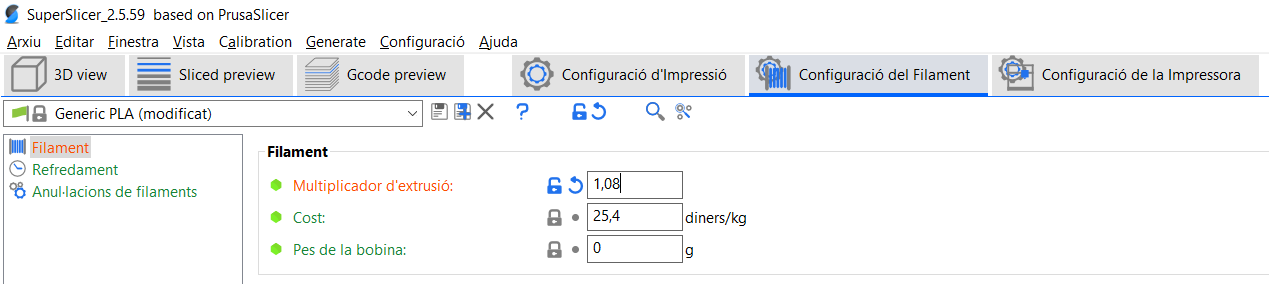 SuperSlicer_2.5.59 based on PrusaSlicer
Arxiu Editar Finestra Vista Calibration Generate Configuració Ajuda
3D view Sliced preview Gcode preview Configuració d'Impressió Configuració del Filament Configuració de la Impressora
Generic PLA (modificat) ?
Filament
Refredament
Anul·lacions de filaments
Filament
Multiplicador d'extrusió: 1,08
Cost: 25,4 diners/kg
Pes de la bobina: 0 g